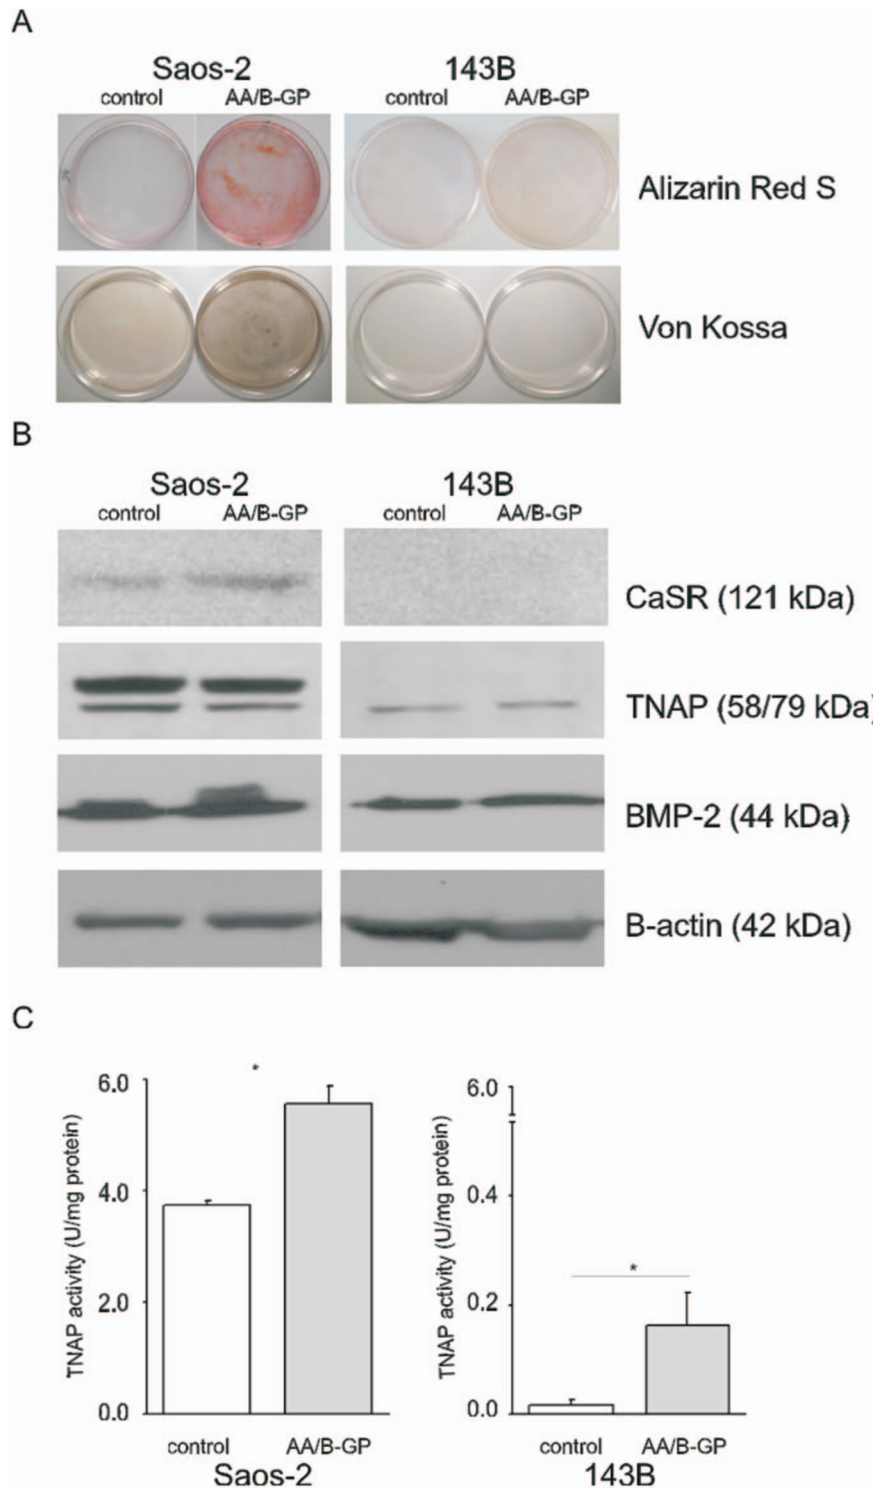 A
Saos-2 143B
control AA/B-GP control AA/B-GP
Alizarin Red S
Von Kossa
B
Saos-2 143B
control AA/B-GP control AA/B-GP
CaSR (121 kDa)
TNAP (58/79 kDa)
BMP-2 (44 kDa)
B-actin (42 kDa)
C
TNAP activity (U/mg protein)
6.0
4.0
2.0
0.0
*
control AA/B-GP
Saos-2
TNAP activity (U/mg protein)
6.0
0.4
0.2
0.0
*
control AA/B-GP
143B